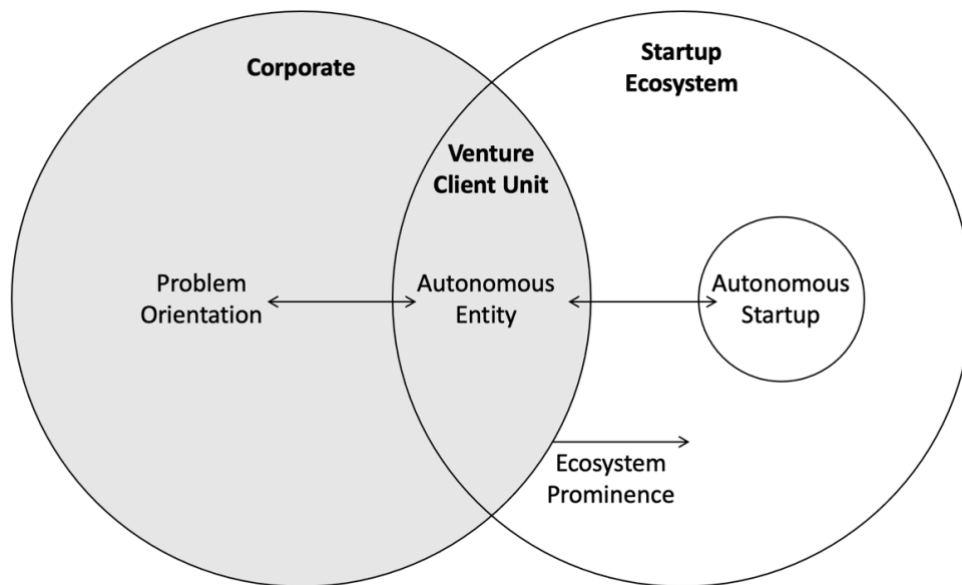 Corporate
Startup
Ecosystem
Venture
Client Unit
Problem
Orientation
Autonomous
Entity
Autonomous
Startup
Ecosystem
Prominence